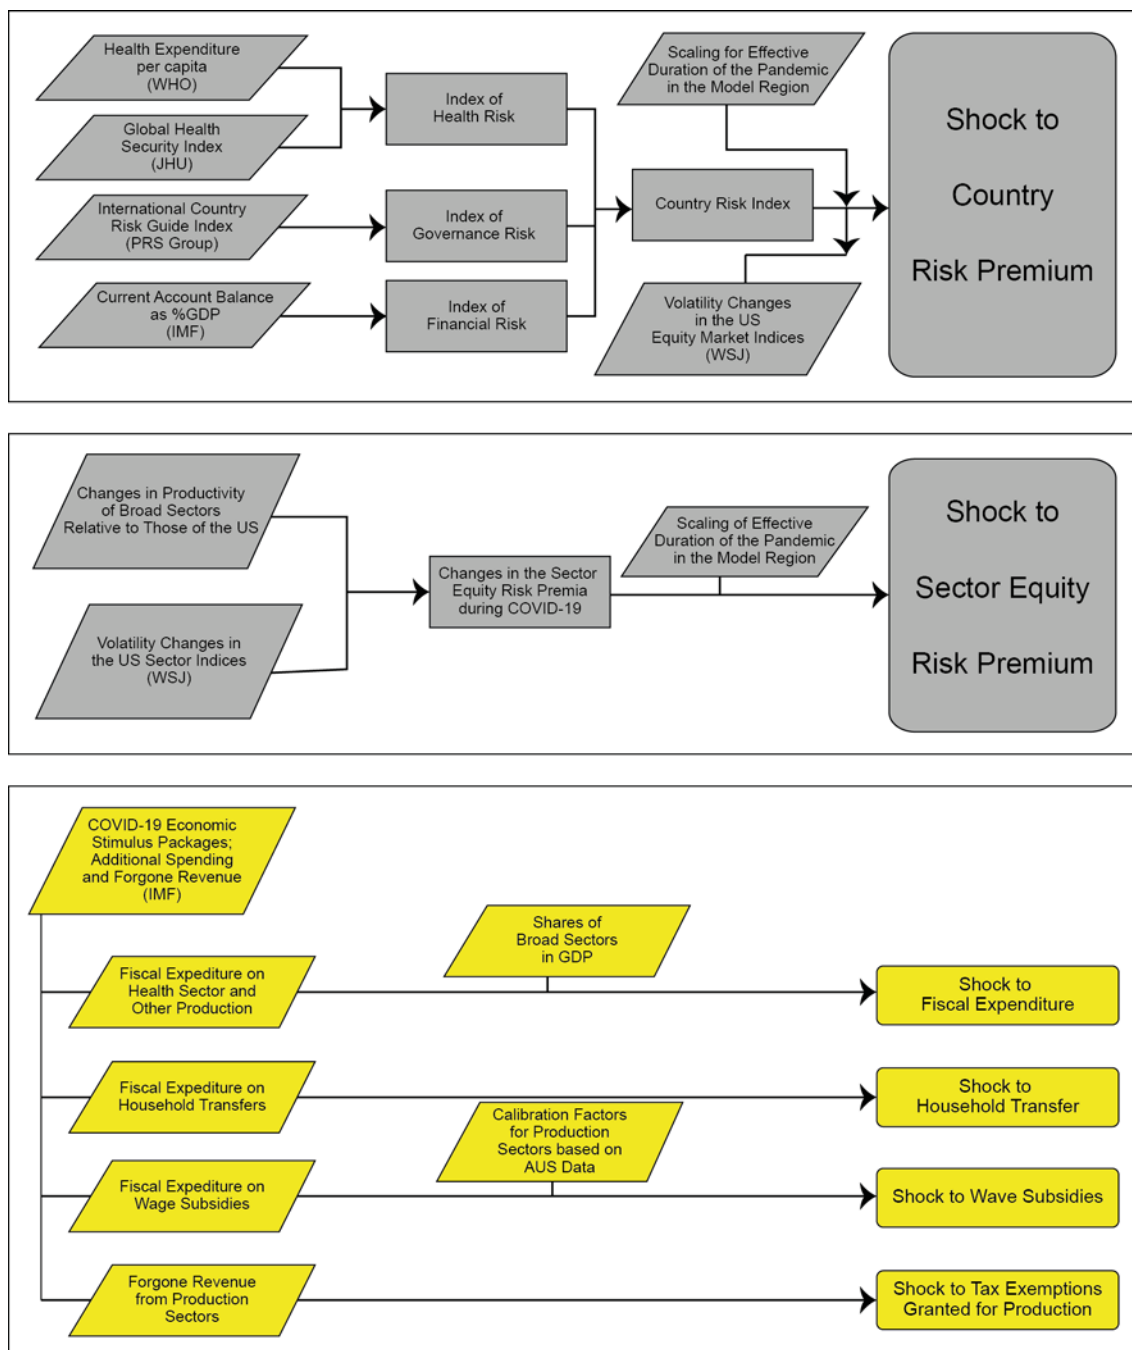 Health Expenditure
per capita
(WHO)
Global Health
Security Index
(JHU)
International Country
Risk Guide Index
(PRS Group)
Current Account Balance
as %GDP
(IMF)
Index of
Health Risk
Index of
Governance Risk
Index of
Financial Risk
Scaling for Effective
Duration of the Pandemic
in the Model Region
Country Risk Index
Volatility Changes
in the US
Equity Market Indices
(WSJ)
Shock to
Country
Risk Premium
Changes in Productivity
of Broad Sectors
Relative to Those of the US
Volatility Changes in
the US Sector Indices
(WSJ)
Changes in the Sector
Equity Risk Premia
during COVID-19
Scaling of Effective
Duration of the Pandemic
in the Model Region
Shock to
Sector Equity
Risk Premium
COVID-19 Economic
Stimulus Packages;
Additional Spending
and Forgone Revenue
(IMF)
Fiscal Expediture on
Health Sector and
Other Production
Shares of
Broad Sectors
in GDP
Shock to
Fiscal Expenditure
Fiscal Expediture on
Household Transfers
Shock to
Household Transfer
Fiscal Expediture on
Wage Subsidies
Calibration Factors
for Production
Sectors based on
AUS Data
Shock to Wave Subsidies
Forgone Revenue
from Production
Sectors
Shock to Tax Exemptions
Granted for Production